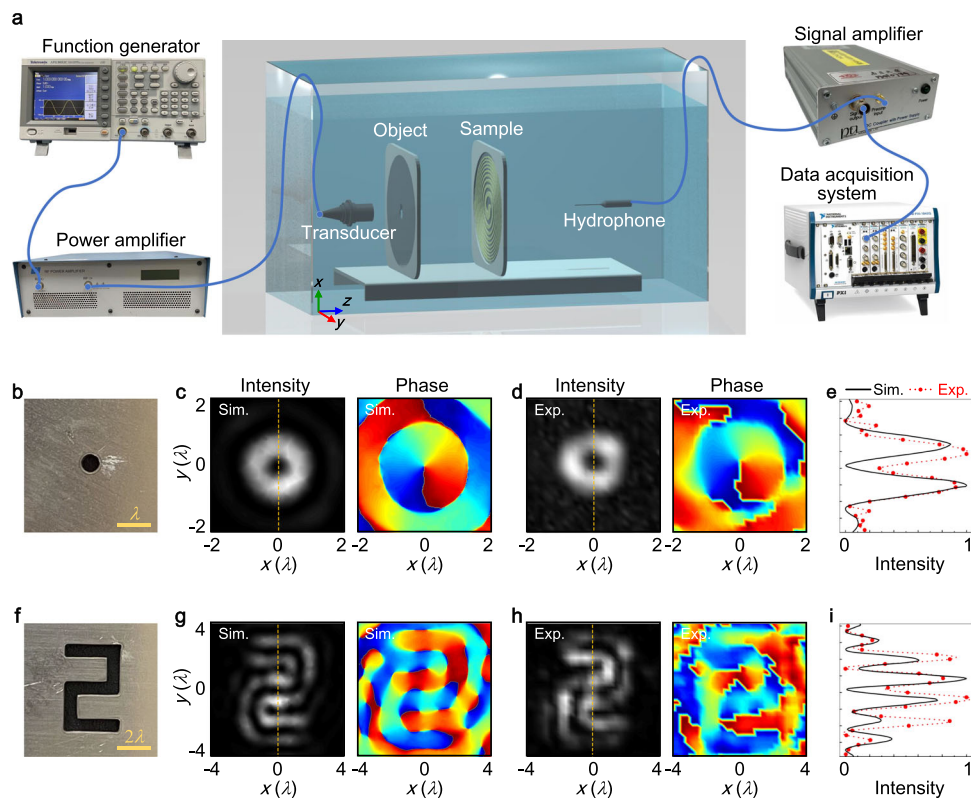 a
Function generator
Signal amplifier
Object
Sample
Data acquisition
system
Transducer
Hydrophone
Power amplifier
x
z
y
b
c
Intensity
Phase
d
Intensity
Phase
e
Sim.
Exp.
Sim.
Sim.
Exp.
Exp.
2
0
-2
y (λ)
λ
−2 0 2
−2 0 2
−2 0 2
−2 0 2
0 1
x (λ)
x (λ)
x (λ)
x (λ)
Intensity
f
g
h
i
Sim.
Sim.
Exp.
Exp.
4
0
-4
y (λ)
2λ
−4 0 4
−4 0 4
−4 0 4
−4 0 4
0 1
x (λ)
x (λ)
x (λ)
x (λ)
Intensity